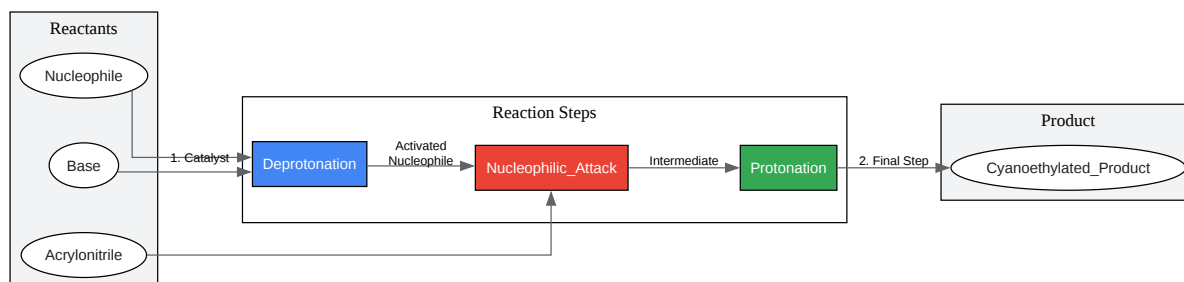 Reactants
Nucleophile
Base
Acrylonitrile
1. Catalyst
Reaction Steps
Deprotonation
Activated
Nucleophile
Nucleophilic_Attack
Intermediate
Protonation
2. Final Step
Product
Cyanoethylated_Product